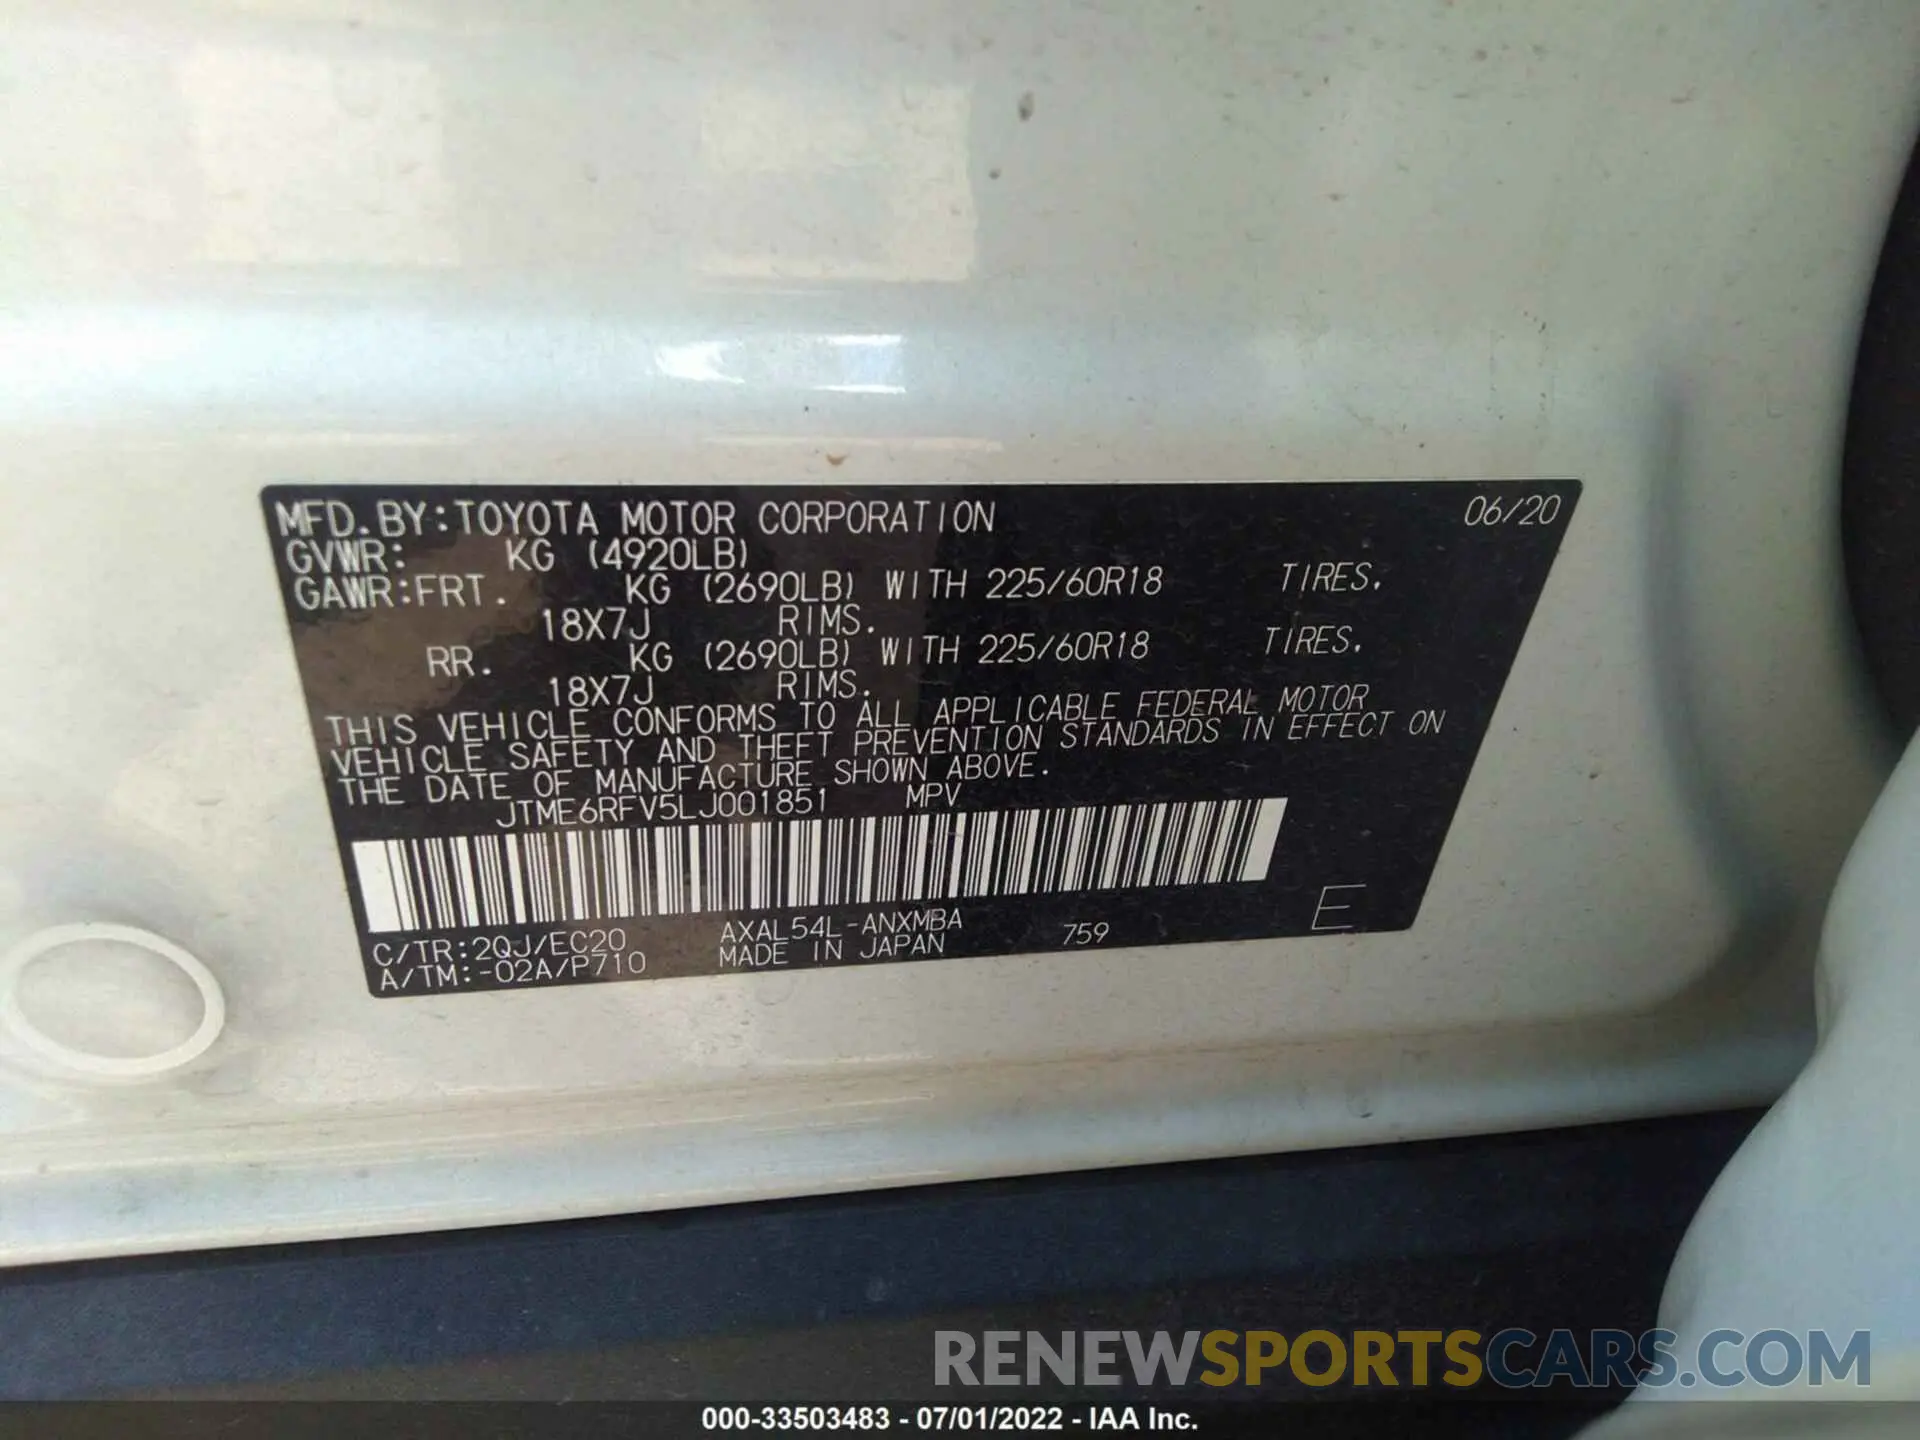 MFD.BY:TOYOTA MOTOR CORPORATION 06/20
GVWR: KG (4920LB)
GAWR:FRT. KG (2690LB) WITH 225/60R18 TIRES.
18X7J RIMS.
RR. KG (2690LB) WITH 225/60R18 TIRES.
18X7J RIMS.
THIS VEHICLE CONFORMS TO ALL APPLICABLE FEDERAL MOTOR
VEHICLE SAFETY AND THEFT PREVENTION STANDARDS IN EFFECT ON
THE DATE OF MANUFACTURE SHOWN ABOVE.
JTME6RFV5LJ001851 MPV
C/TR:2QJ/EC20 AXAL54L-ANXMBA 759 E
A/TM:-02A/P710 MADE IN JAPAN
RENEWSPORTSCARS.COM
000-33503483 - 07/01/2022 - IAA Inc.